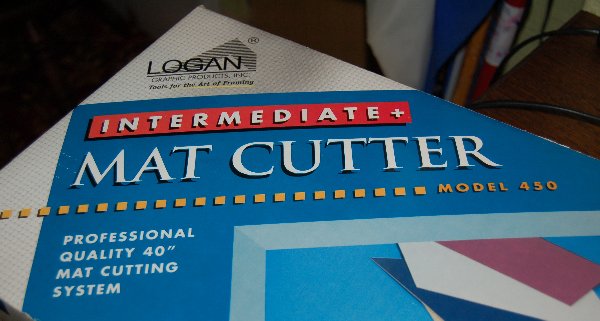 LOGAN®
GRAPHIC PRODUCTS, INC.
Tools for the Art of Framing
INTERMEDIATE+
MAT CUTTER
MODEL 450
PROFESSIONAL
QUALITY 40"
MAT CUTTING
SYSTEM